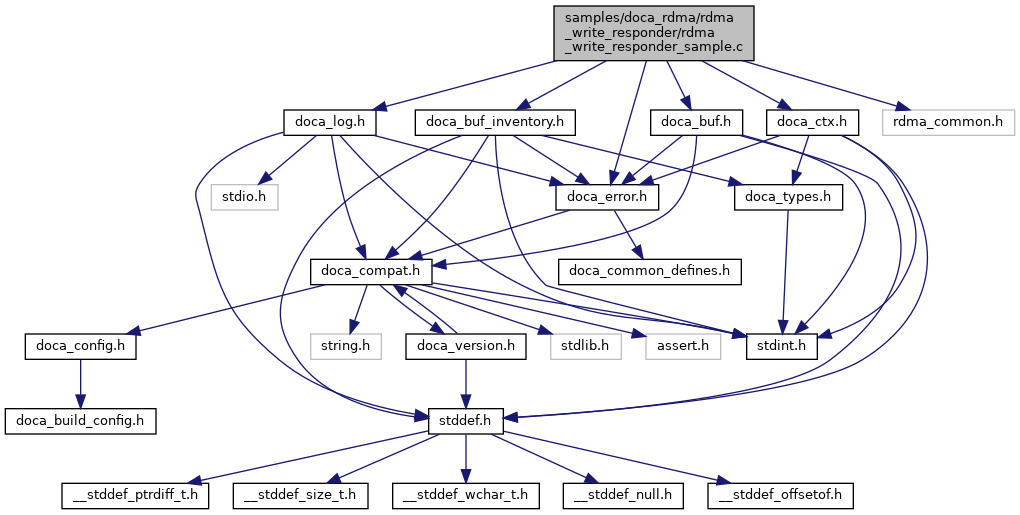 samples/doca_rdma/rdma
_write_responder/rdma
_write_responder_sample.c
doca_log.h
doca_buf_inventory.h
doca_buf.h
doca_ctx.h
rdma_common.h
stdio.h
doca_error.h
doca_types.h
doca_compat.h
doca_common_defines.h
doca_config.h
string.h
doca_version.h
stdlib.h
assert.h
stdint.h
doca_build_config.h
stddef.h
__stddef_ptrdiff_t.h
__stddef_size_t.h
__stddef_wchar_t.h
__stddef_null.h
__stddef_offsetof.h